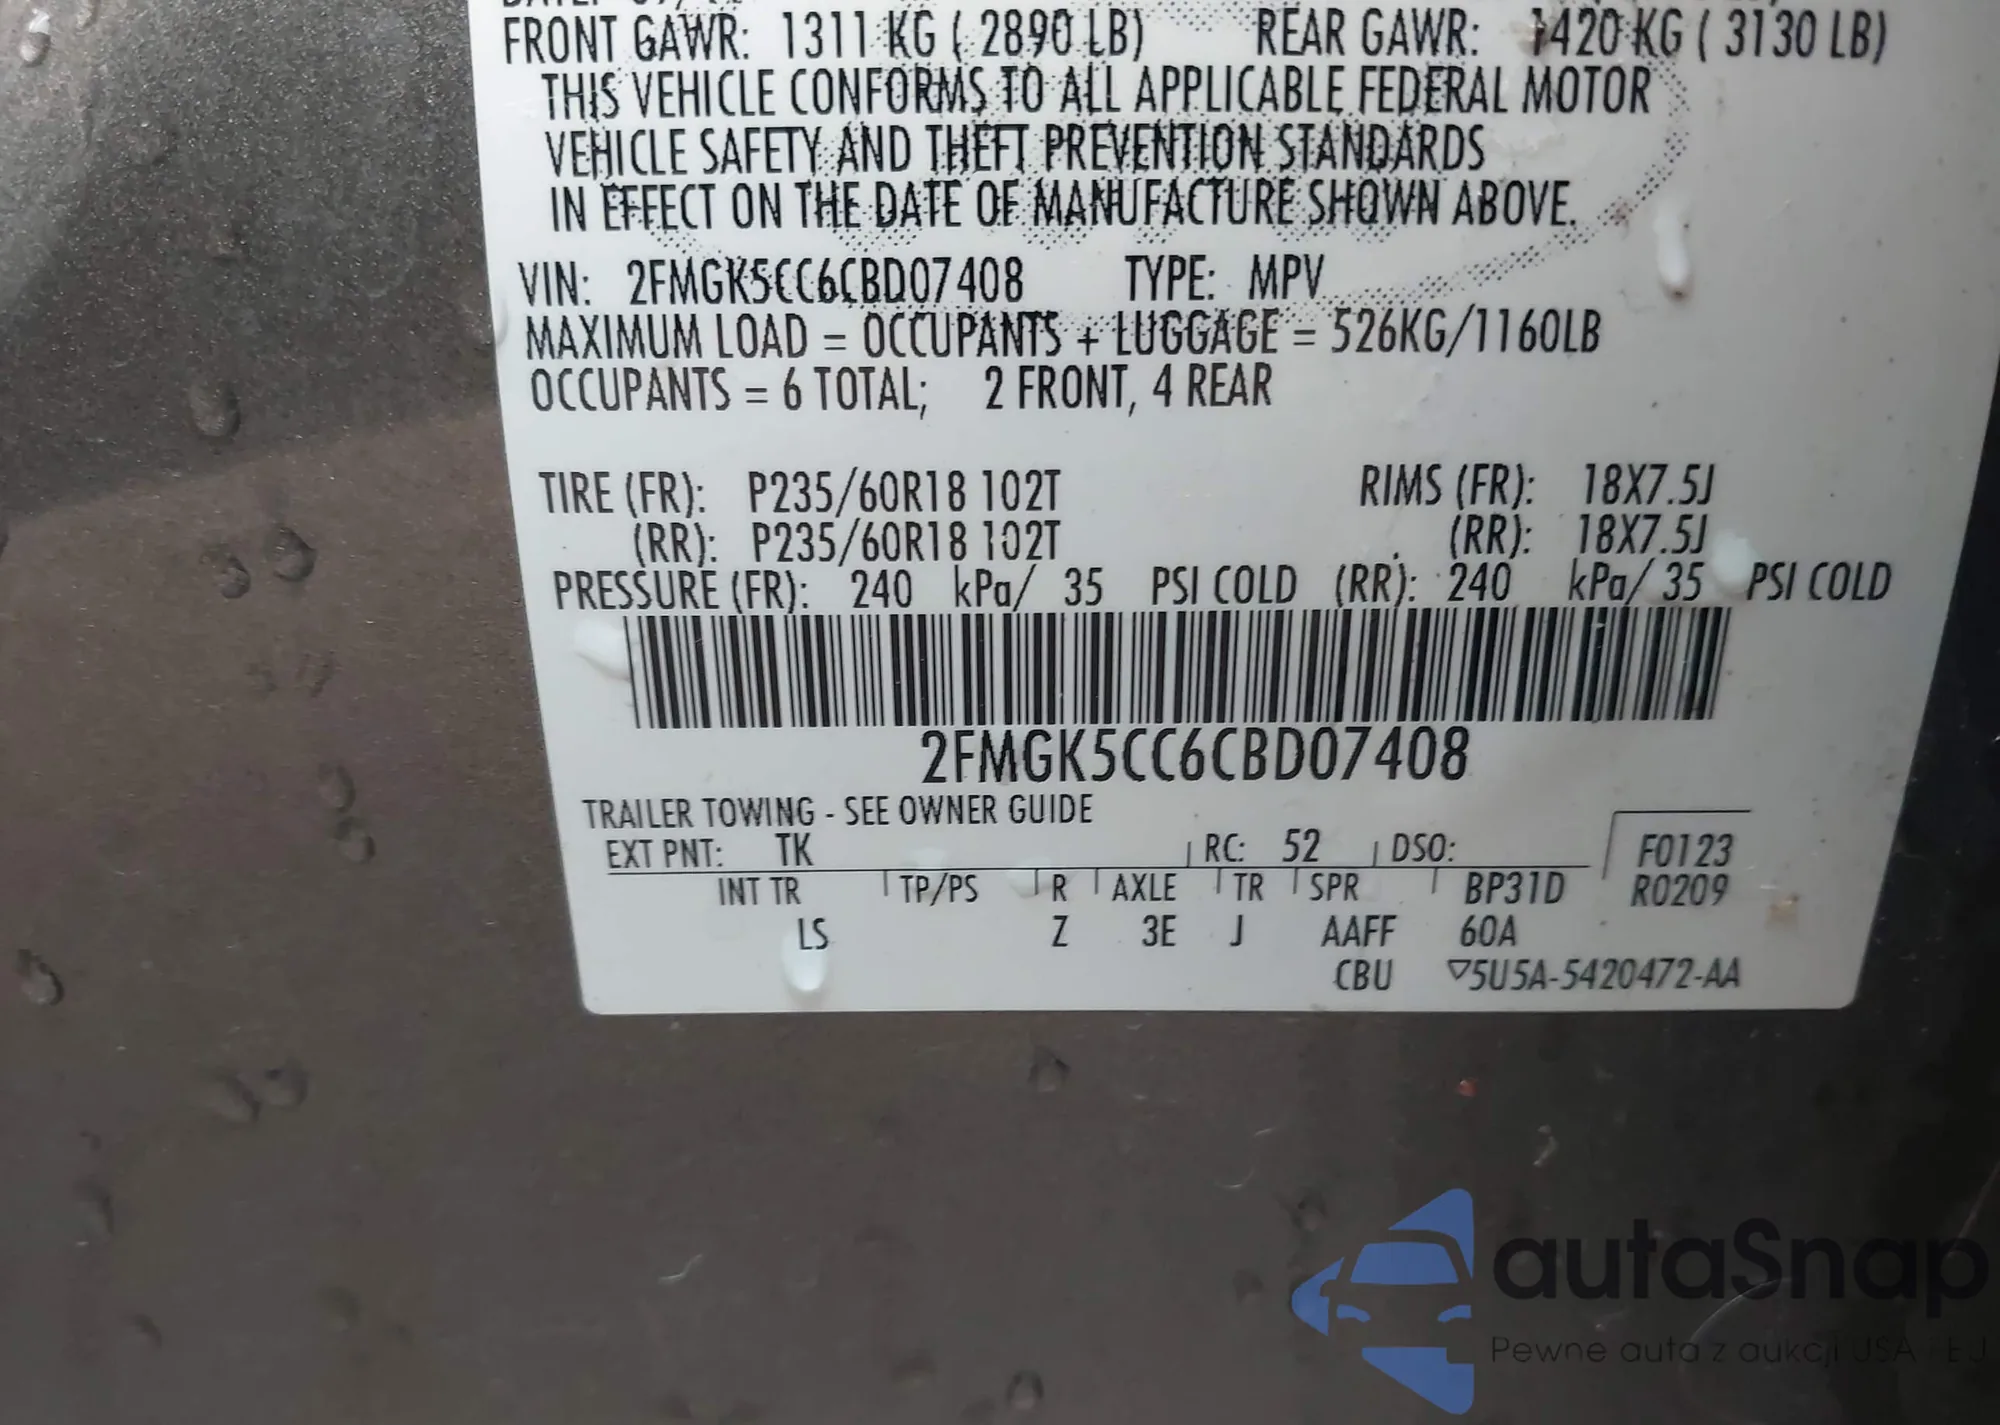 FRONT GAWR: 1311 KG ( 2890 LB) REAR GAWR: 1420 KG ( 3130 LB)
THIS VEHICLE CONFORMS TO ALL APPLICABLE FEDERAL MOTOR
VEHICLE SAFETY AND THEFT PREVENTION STANDARDS
IN EFFECT ON THE DATE OF MANUFACTURE SHOWN ABOVE.
VIN: 2FMGK5CC6CBD07408 TYPE: MPV
MAXIMUM LOAD = OCCUPANTS + LUGGAGE = 526KG/1160LB
OCCUPANTS = 6 TOTAL; 2 FRONT, 4 REAR
TIRE (FR): P235/60R18 102T RIMS (FR): 18X7.5J
(RR): P235/60R18 102T (RR): 18X7.5J
PRESSURE (FR): 240 kPa/ 35 PSI COLD (RR): 240 kPa/ 35 PSI COLD
2FMGK5CC6CBD07408
TRAILER TOWING - SEE OWNER GUIDE
EXT PNT: TK RC: 52 DSO: F0123
INT TR TP/PS R AXLE TR SPR BP31D R0209
LS Z 3E J AAFF 60A
CBU ▽5U5A-5420472-AA
autaSnap
Pewne auta z aukcji USA i EU